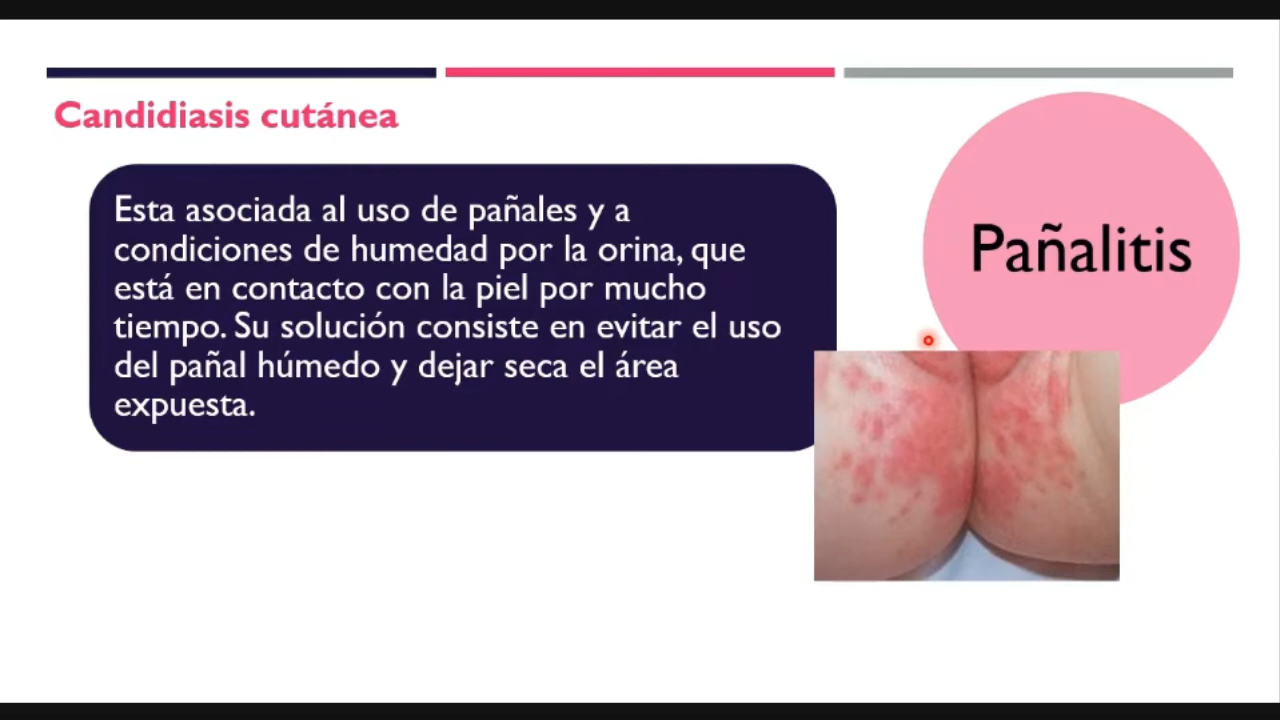 Candidiasis cutánea
Esta asociada al uso de pañales y a
condiciones de humedad por la orina, que
está en contacto con la piel por mucho
tiempo. Su solución consiste en evitar el uso
del pañal húmedo y dejar seca el área
expuesta.
Pañalitis